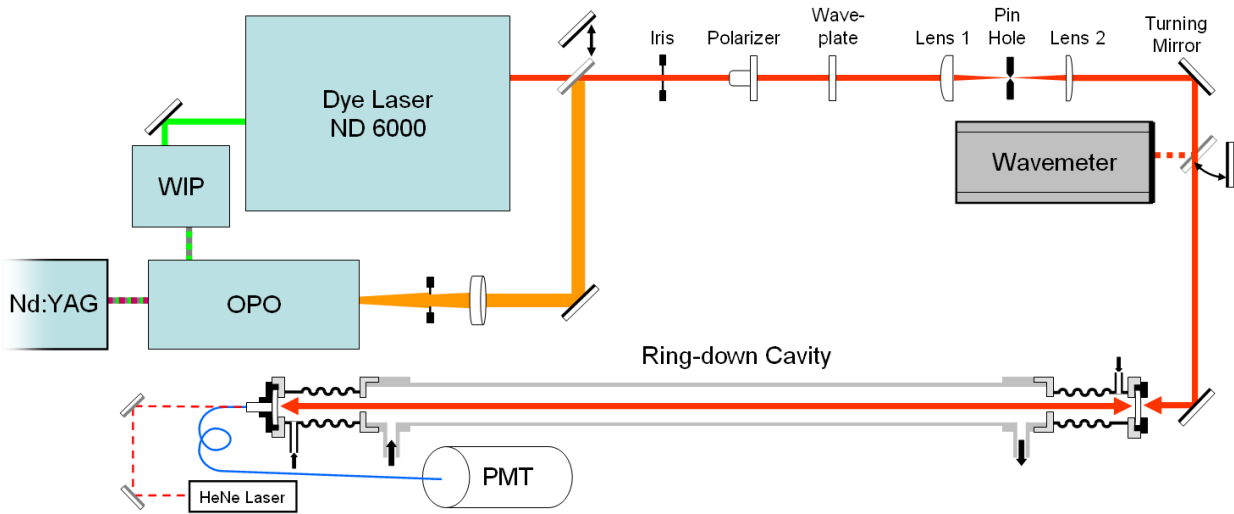 Dye Laser
ND 6000
Iris
Polarizer
Wave-
plate
Lens 1
Pin
Hole
Lens 2
Turning
Mirror
WIP
Wavemeter
Nd:YAG
OPO
Ring-down Cavity
PMT
HeNe Laser